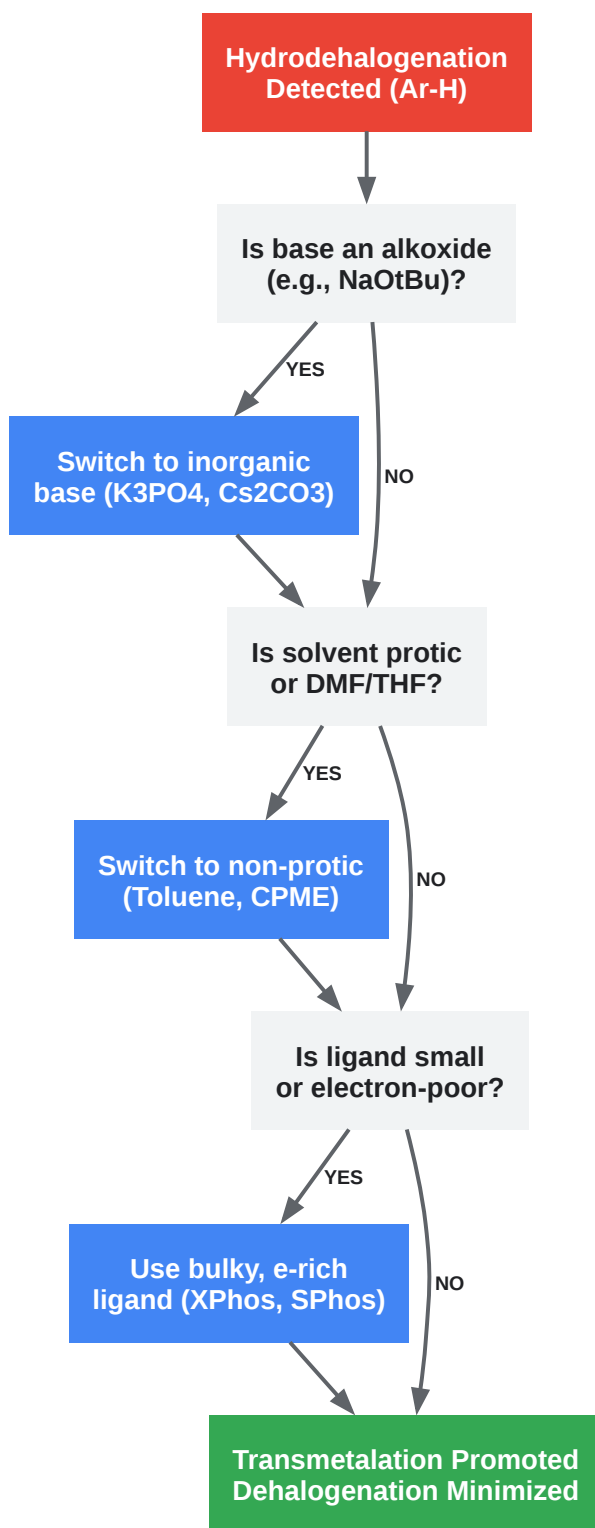 Hydrodehalogenation
Detected (Ar-H)
Is base an alkoxide
(e.g., NaOtBu)?
YES
Switch to inorganic
base (K3PO4, Cs2CO3)
NO
Is solvent protic
or DMF/THF?
YES
Switch to non-protic
(Toluene, CPME)
NO
Is ligand small
or electron-poor?
YES
Use bulky, e-rich
ligand (XPhos, SPhos)
NO
Transmetalation Promoted
Dehalogenation Minimized